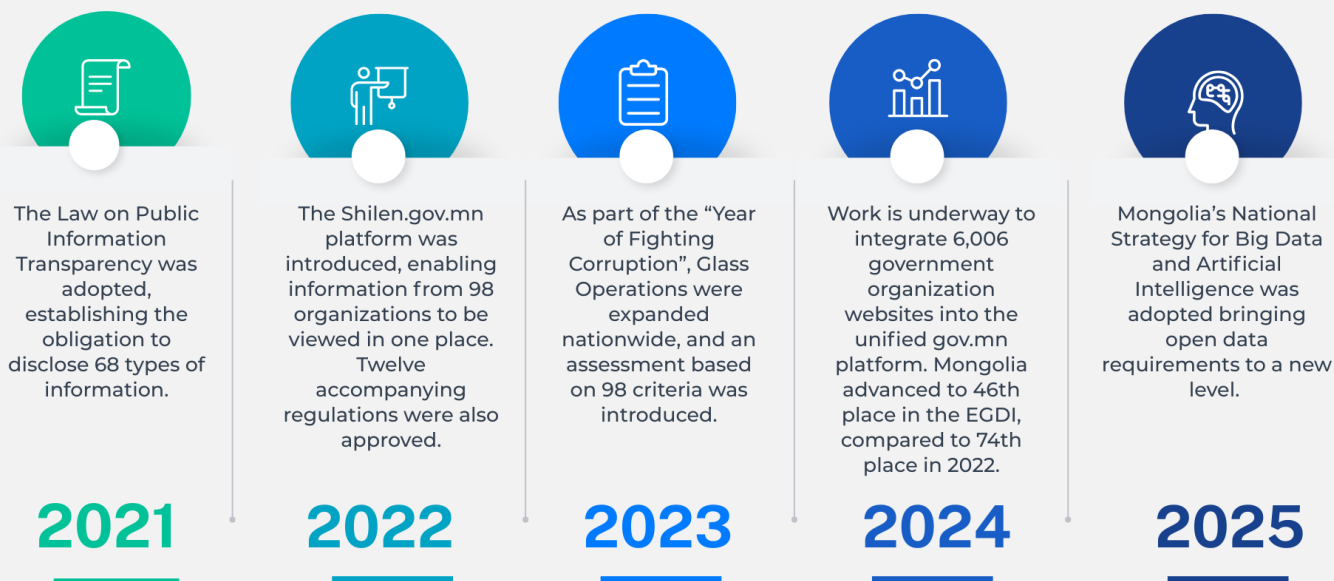 The Law on Public
Information
Transparency was
adopted,
establishing the
obligation to
disclose 68 types of
information.
2021
The Shilen.gov.mn
platform was
introduced, enabling
information from 98
organizations to be
viewed in one place.
Twelve
accompanying
regulations were also
approved.
2022
As part of the “Year
of Fighting
Corruption”, Glass
Operations were
expanded
nationwide, and an
assessment based
on 98 criteria was
introduced.
2023
Work is underway to
integrate 6,006
government
organization
websites into the
unified gov.mn
platform. Mongolia
advanced to 46th
place in the EGDI,
compared to 74th
place in 2022.
2024
Mongolia’s National
Strategy for Big Data
and Artificial
Intelligence was
adopted bringing
open data
requirements to a new
level.
2025